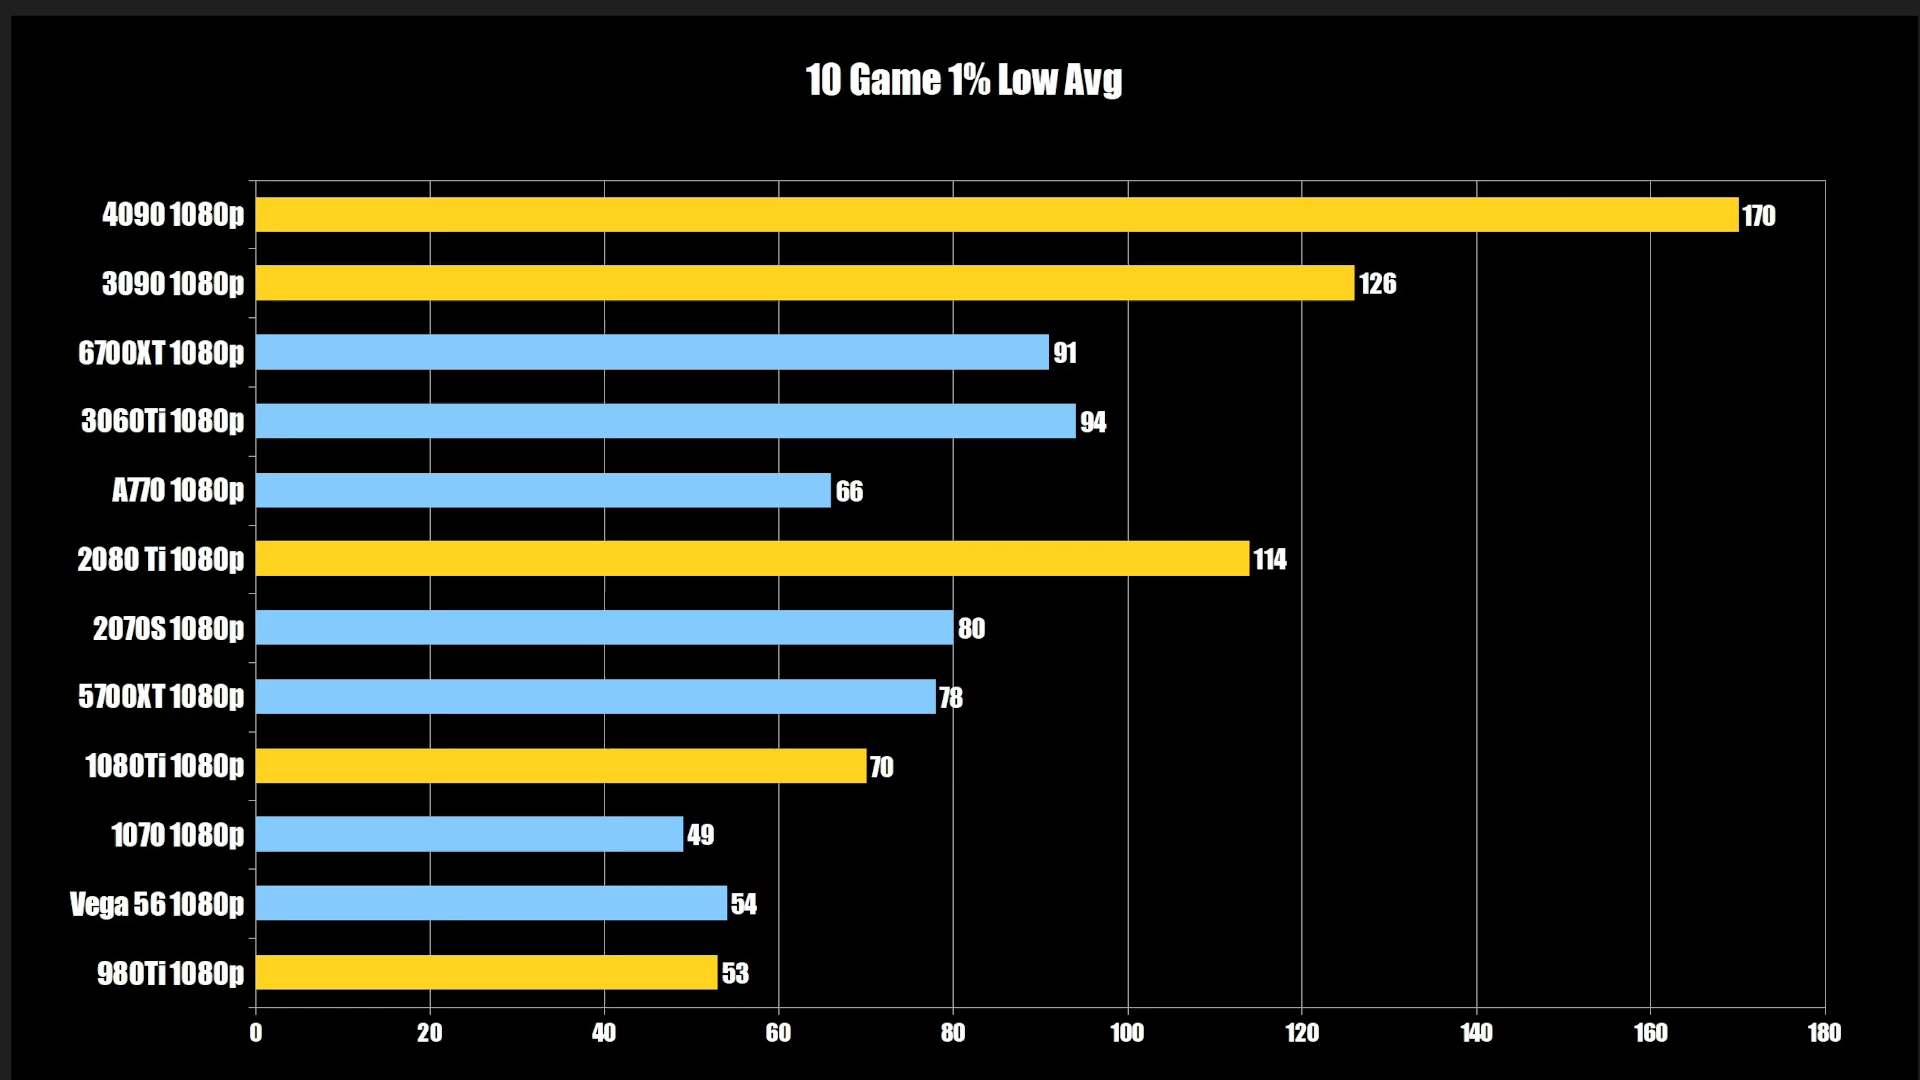 10 Game 1% Low Avg
4090 1080p 170
3090 1080p 126
6700XT 1080p 91
3060Ti 1080p 94
A770 1080p 66
2080 Ti 1080p 114
2070S 1080p 80
5700XT 1080p 78
1080Ti 1080p 70
1070 1080p 49
Vega 56 1080p 54
980Ti 1080p 53
0 20 40 60 80 100 120 140 160 180